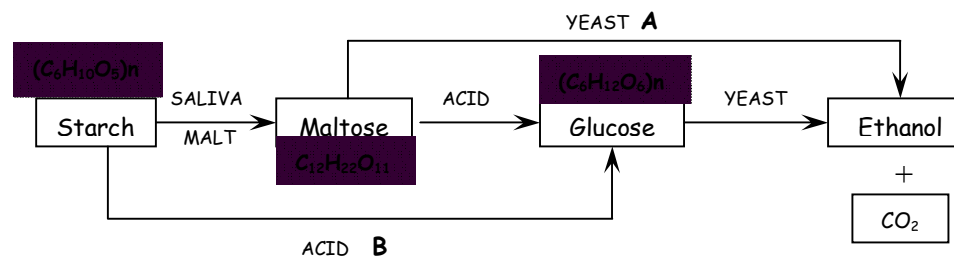 YEAST A
(C₆H₁₀O₅)n
(C₆H₁₂O₆)n
SALIVA
ACID
YEAST
Starch
Maltose
Glucose
Ethanol
MALT
C₁₂H₂₂O₁₁
+
CO₂
ACID B